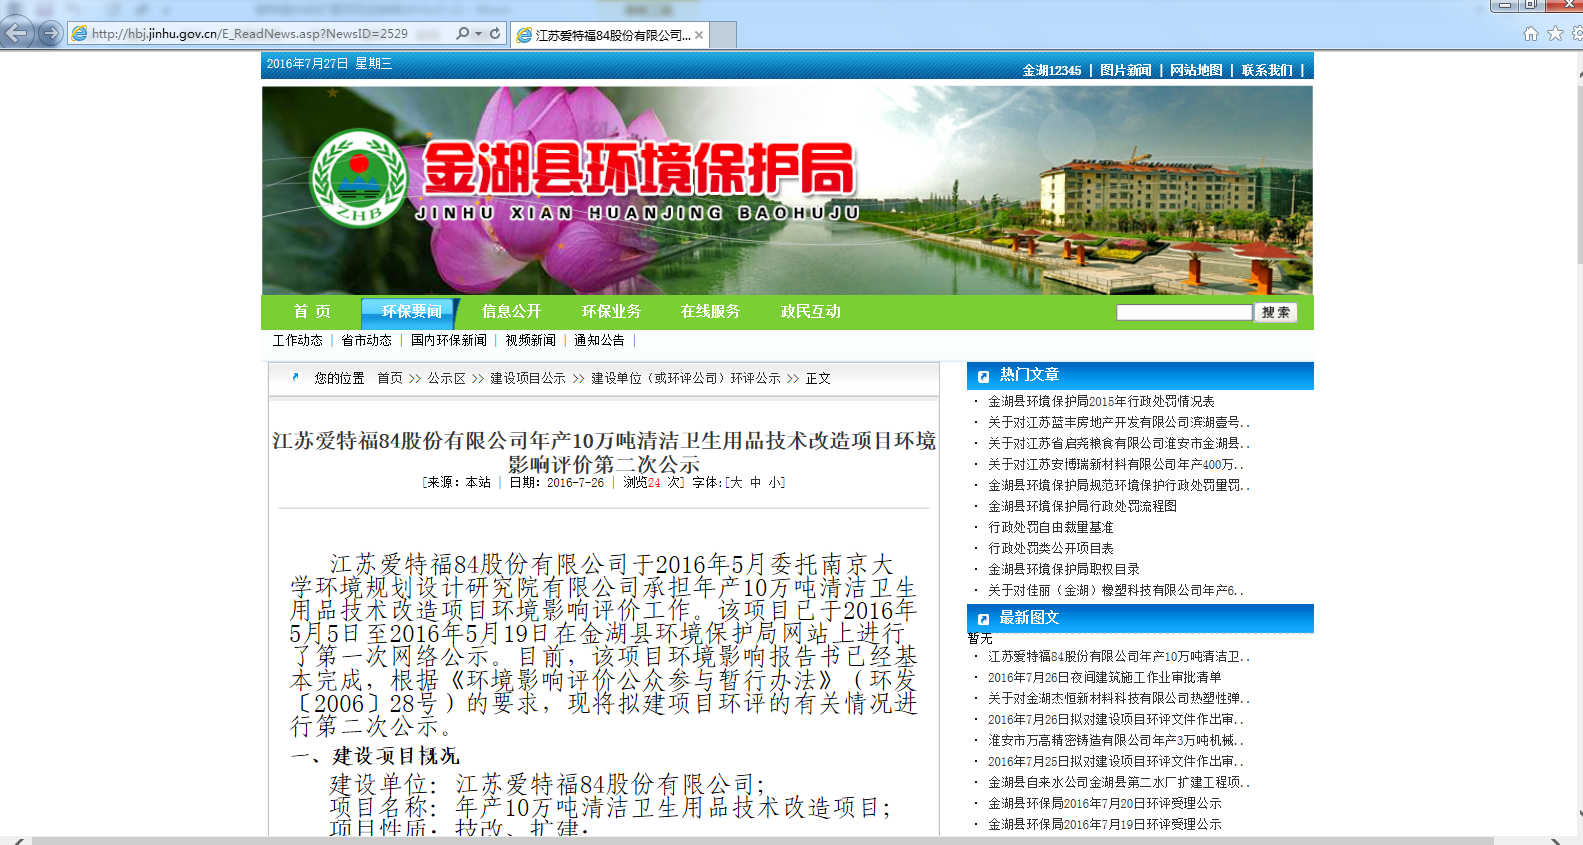 http://hbj.jinhu.gov.cn/E_ReadNews.asp?NewsID=2529
江苏爱特福84股份有限公司...
2016年7月27日 星期三
金湖12345 | 图片新闻 | 网站地图 | 联系我们 |
金湖县环境保护局
JINHU XIAN HUANJING BAOHUJU
ZHB
首 页 环保要闻 信息公开 环保业务 在线服务 政民互动
搜 索
工作动态 | 省市动态 | 国内环保新闻 | 视频新闻 | 通知公告 |
您的位置 首页 >> 公示区 >> 建设项目公示 >> 建设单位（或环评公司）环评公示 >> 正文
江苏爱特福84股份有限公司年产10万吨清洁卫生用品技术改造项目环境
影响评价第二次公示
[来源：本站 | 日期：2016-7-26 | 浏览24 次] 字体:[大 中 小]
江苏爱特福84股份有限公司于2016年5月委托南京大
学环境规划设计研究院有限公司承担年产10万吨清洁卫生
用品技术改造项目环境影响评价工作。该项目已于2016年
5月5日至2016年5月19日在金湖县环境保护局网站上进行
了第一次网络公示。目前，该项目环境影响报告书已经基
本完成，根据《环境影响评价公众参与暂行办法》（环发
〔2006〕28号）的要求，现将拟建项目环评的有关情况进
行第二次公示。
一、建设项目概况
建设单位：江苏爱特福84股份有限公司；
项目名称：年产10万吨清洁卫生用品技术改造项目；
项目性质：技改、扩建；
热门文章
· 金湖县环境保护局2015年行政处罚情况表
· 关于对江苏蓝丰房地产开发有限公司滨湖壹号..
· 关于对江苏省启尧粮食有限公司淮安市金湖县..
· 关于对江苏安博瑞新材料有限公司年产400万..
· 金湖县环境保护局规范环境保护行政处罚量罚..
· 金湖县环境保护局行政处罚流程图
· 行政处罚自由裁量基准
· 行政处罚类公开项目表
· 金湖县环境保护局职权目录
· 关于对佳丽（金湖）橡塑科技有限公司年产6..
最新图文
暂无
· 江苏爱特福84股份有限公司年产10万吨清洁卫..
· 2016年7月26日夜间建筑施工作业审批清单
· 关于对金湖杰恒新材料科技有限公司热塑性弹..
· 2016年7月26日拟对建设项目环评文件作出审..
· 淮安市万高精密铸造有限公司年产3万吨机械..
· 2016年7月25日拟对建设项目环评文件作出审..
· 金湖县自来水公司金湖县第二水厂扩建工程项..
· 金湖县环保局2016年7月20日环评受理公示
· 金湖县环保局2016年7月19日环评受理公示